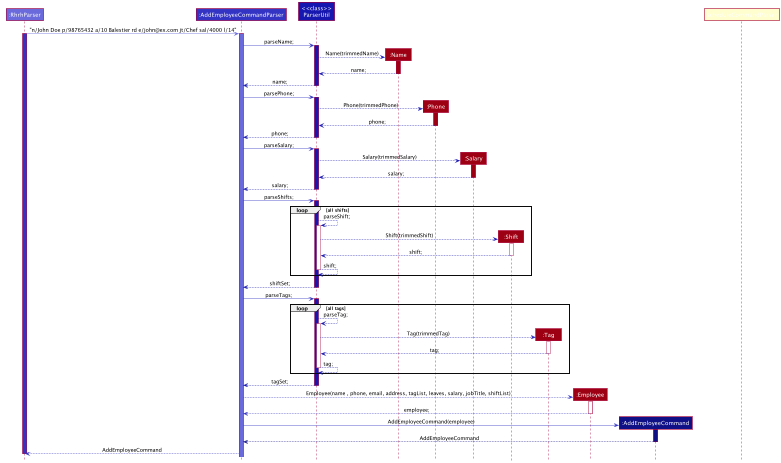 :RhrhParser
:AddEmployeeCommandParser
<<class>>
ParserUtil
"n/John Doe p/98765432 a/10 Balestier rd e/john@ex.com jt/Chef sal/4000 l/14"
parseName;
Name(trimmedName)
:Name
name;
name;
parsePhone;
Phone(trimmedPhone)
:Phone
phone;
phone;
parseSalary;
Salary(trimmedSalary)
:Salary
salary;
salary;
parseShifts;
loop
[all shifts]
parseShift;
Shift(trimmedShift)
:Shift
shift;
shift;
shiftSet;
parseTags;
loop
[all tags]
parseTag;
Tag(trimmedTag)
:Tag
tag;
tag;
tagSet;
Employee(name , phone, email, address, tagList, leaves, salary, jobTitle, shiftList)
:Employee
employee;
AddEmployeeCommand(employee)
:AddEmployeeCommand
AddEmployeeCommand
AddEmployeeCommand